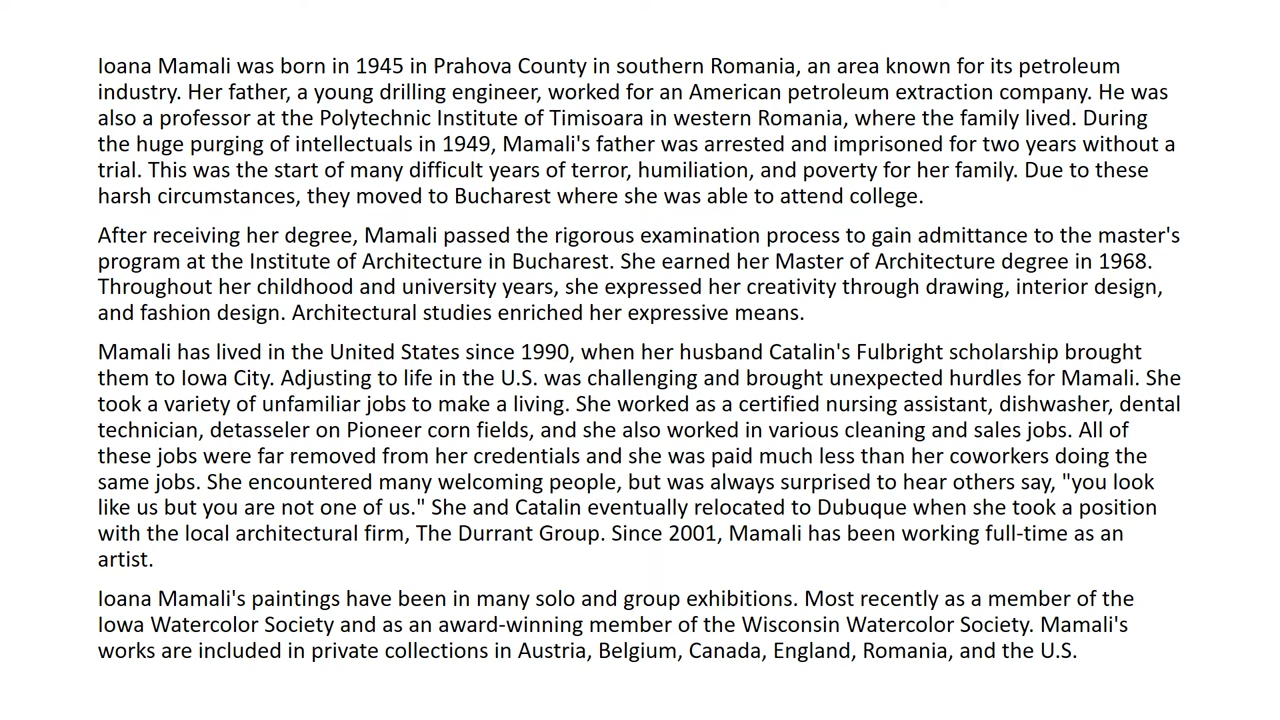 Ioana Mamali was born in 1945 in Prahova County in southern Romania, an area known for its petroleum
industry. Her father, a young drilling engineer, worked for an American petroleum extraction company. He was
also a professor at the Polytechnic Institute of Timisoara in western Romania, where the family lived. During
the huge purging of intellectuals in 1949, Mamali's father was arrested and imprisoned for two years without a
trial. This was the start of many difficult years of terror, humiliation, and poverty for her family. Due to these
harsh circumstances, they moved to Bucharest where she was able to attend college.
After receiving her degree, Mamali passed the rigorous examination process to gain admittance to the master's
program at the Institute of Architecture in Bucharest. She earned her Master of Architecture degree in 1968.
Throughout her childhood and university years, she expressed her creativity through drawing, interior design,
and fashion design. Architectural studies enriched her expressive means.
Mamali has lived in the United States since 1990, when her husband Catalin's Fulbright scholarship brought
them to Iowa City. Adjusting to life in the U.S. was challenging and brought unexpected hurdles for Mamali. She
took a variety of unfamiliar jobs to make a living. She worked as a certified nursing assistant, dishwasher, dental
technician, detasseler on Pioneer corn fields, and she also worked in various cleaning and sales jobs. All of
these jobs were far removed from her credentials and she was paid much less than her coworkers doing the
same jobs. She encountered many welcoming people, but was always surprised to hear others say, "you look
like us but you are not one of us." She and Catalin eventually relocated to Dubuque when she took a position
with the local architectural firm, The Durrant Group. Since 2001, Mamali has been working full-time as an
artist.
Ioana Mamali's paintings have been in many solo and group exhibitions. Most recently as a member of the
Iowa Watercolor Society and as an award-winning member of the Wisconsin Watercolor Society. Mamali's
works are included in private collections in Austria, Belgium, Canada, England, Romania, and the U.S.